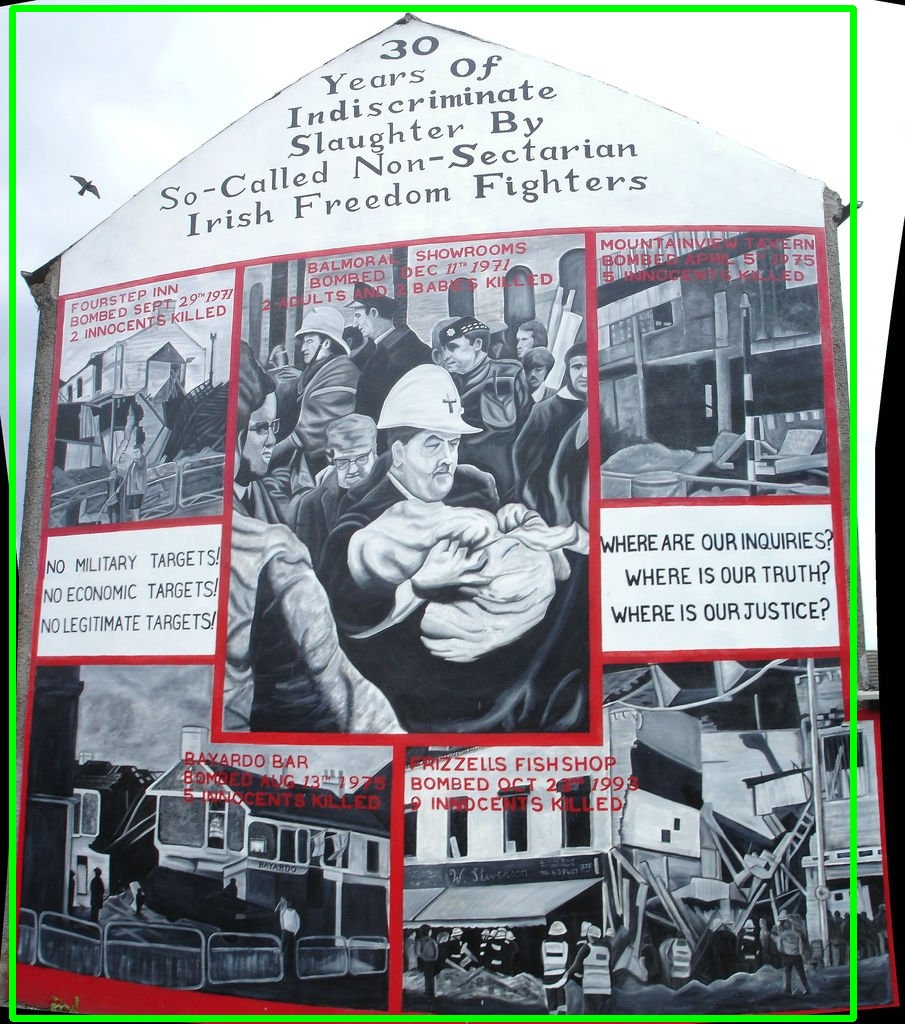 30
Years Of
Indiscriminate
Slaughter By
So-Called Non-Sectarian
Irish Freedom Fighters
FOURSTEP INN
BOMBED SEPT 29TH 1971
2 INNOCENTS KILLED
BALMORAL SHOWROOMS
BOMBED DEC 11TH 1971
2 ADULTS AND 2 BABIES KILLED
MOUNTAINVIEW TAVERN
BOMBED APRIL 5TH 1975
5 INNOCENTS KILLED
NO MILITARY TARGETS!
NO ECONOMIC TARGETS!
NO LEGITIMATE TARGETS!
WHERE ARE OUR INQUIRIES?
WHERE IS OUR TRUTH?
WHERE IS OUR JUSTICE?
BAYARDO BAR
BOMBED AUG 13TH 1975
5 INNOCENTS KILLED
BAYARDO
FRIZZELLS FISHSHOP
BOMBED OCT 23RD 1993
9 INNOCENTS KILLED
W. Stevenson